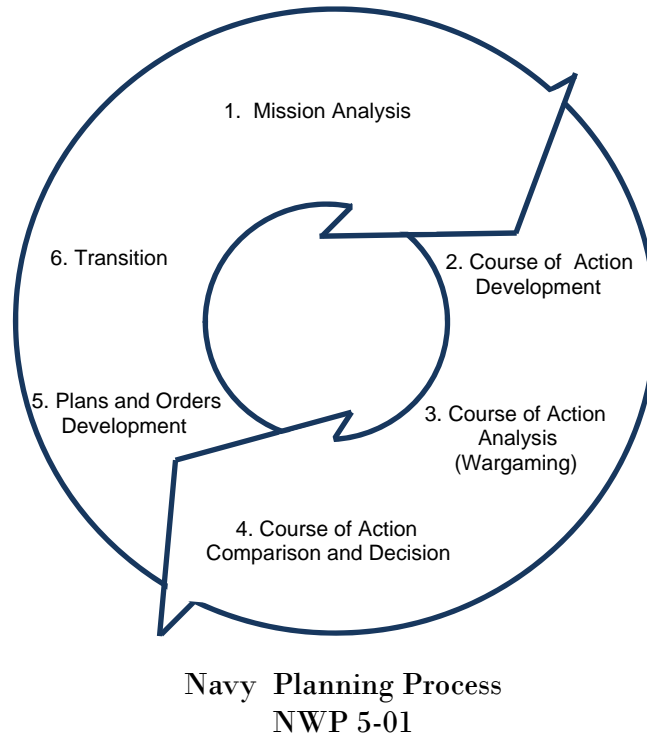 1. Mission Analysis
2. Course of Action
Development
3. Course of Action
Analysis
(Wargaming)
4. Course of Action
Comparison and Decision
5. Plans and Orders
Development
6. Transition
Navy Planning Process
NWP 5-01